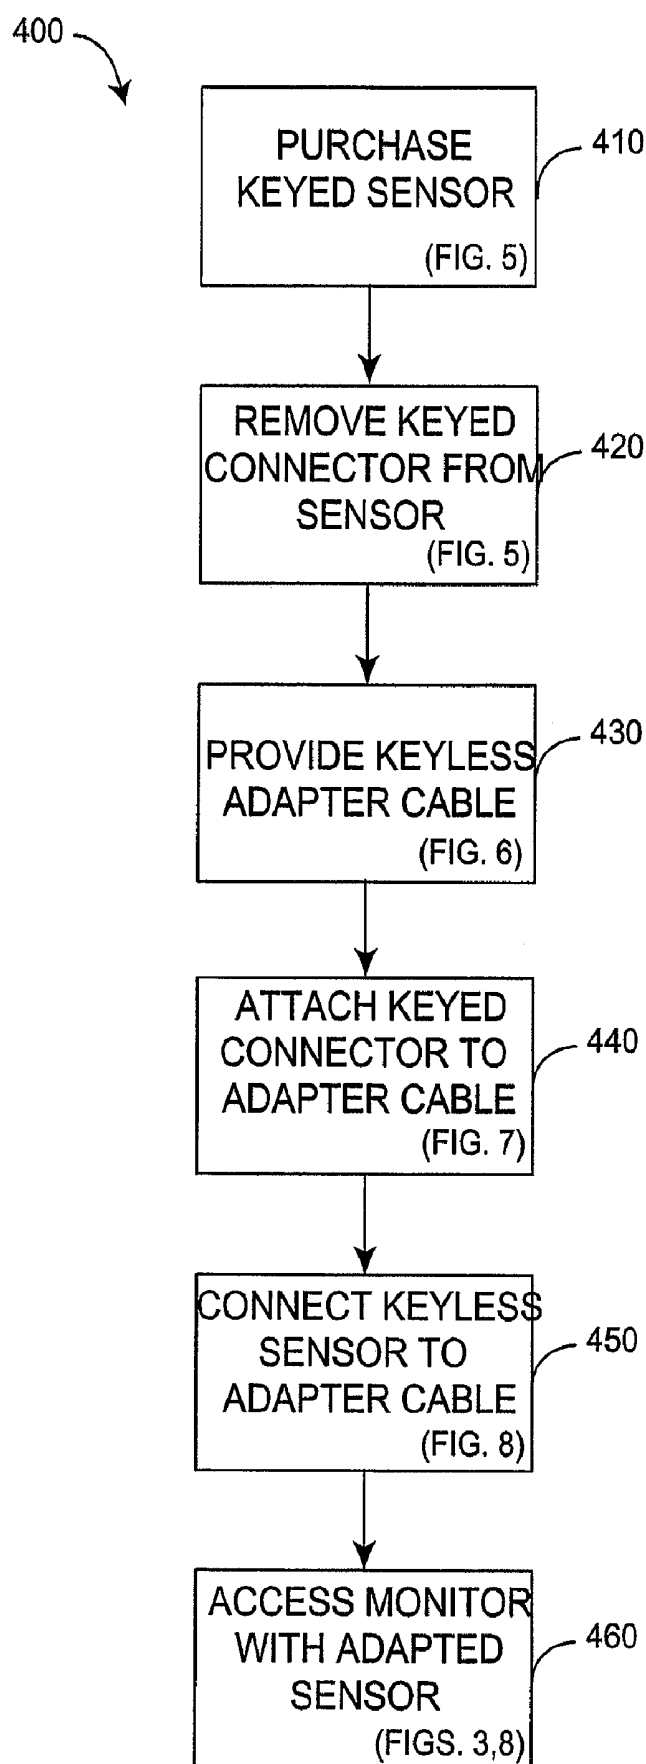 400
PURCHASE
KEYED SENSOR
(FIG. 5)
410
REMOVE KEYED
CONNECTOR FROM
SENSOR
(FIG. 5)
420
PROVIDE KEYLESS
ADAPTER CABLE
(FIG. 6)
430
ATTACH KEYED
CONNECTOR TO
ADAPTER CABLE
(FIG. 7)
440
CONNECT KEYLESS
SENSOR TO
ADAPTER CABLE
(FIG. 8)
450
ACCESS MONITOR
WITH ADAPTED
SENSOR
(FIGS. 3,8)
460